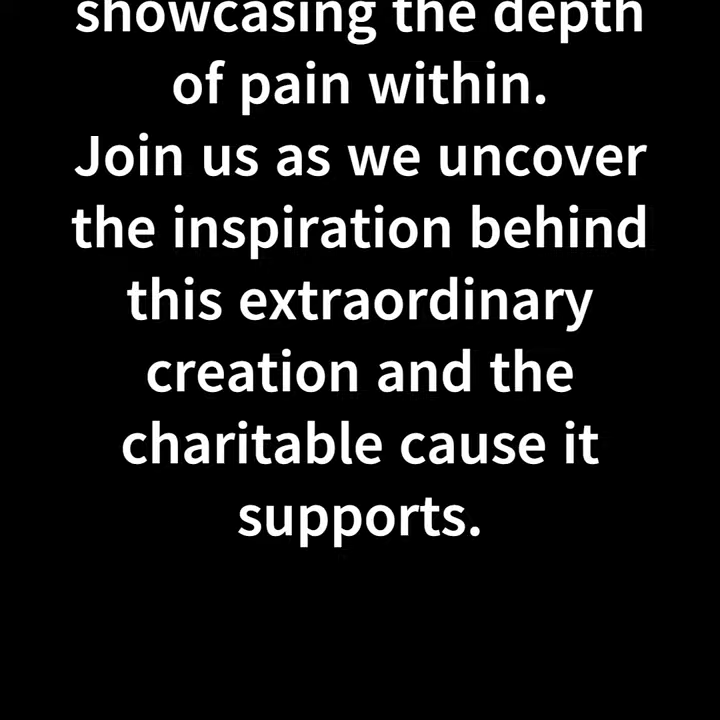 showcasing the depth
of pain within.
Join us as we uncover
the inspiration behind
this extraordinary
creation and the
charitable cause it
supports.